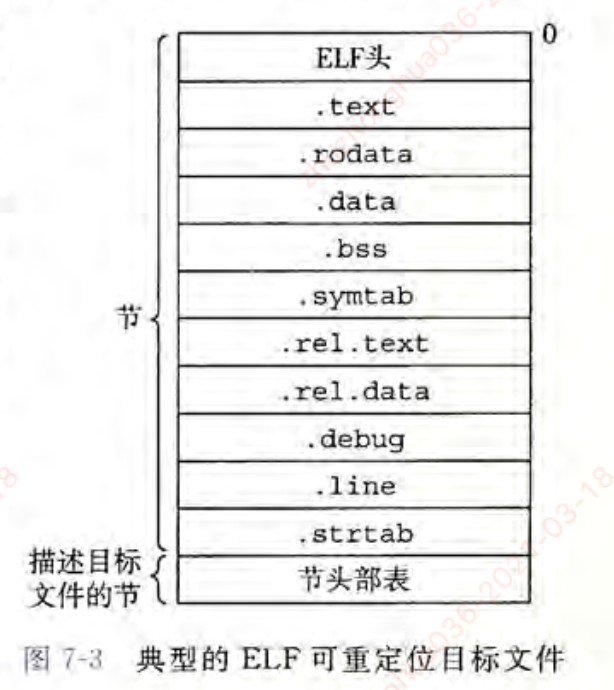 0
ELF头
.text
.rodata
.data
.bss
.symtab
节
.rel.text
.rel.data
.debug
.line
.strtab
描述目标
文件的节
节头部表
图 7-3 典型的 ELF 可重定位目标文件